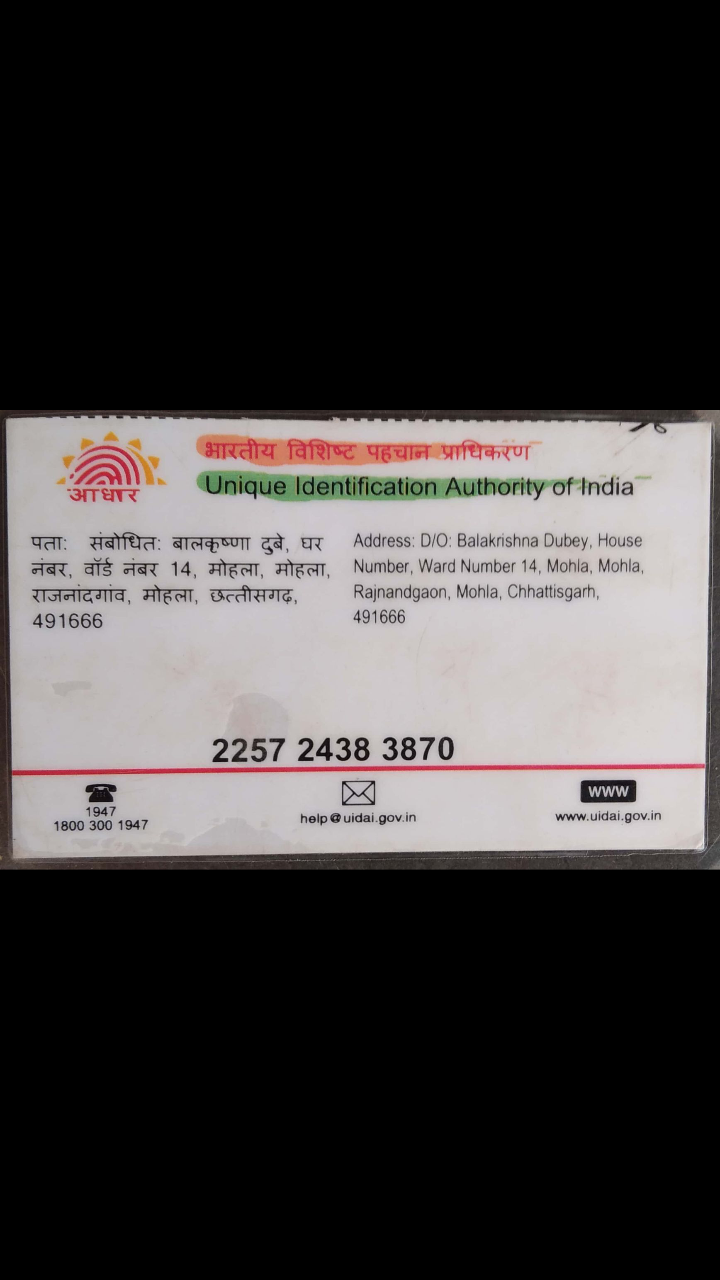 भारतीय विशिष्ट पहचान प्राधिकरण
Unique Identification Authority of India
आधार
पता: संबोधित: बालकृष्णा दुबे, घर
नंबर, वॉर्ड नंबर 14, मोहला, मोहला,
राजनांदगांव, मोहला, छत्तीसगढ़,
491666
Address: D/O: Balakrishna Dubey, House
Number, Ward Number 14, Mohla, Mohla,
Rajnandgaon, Mohla, Chhattisgarh,
491666
2257 2438 3870
1947
1800 300 1947
help@uidai.gov.in
www
www.uidai.gov.in